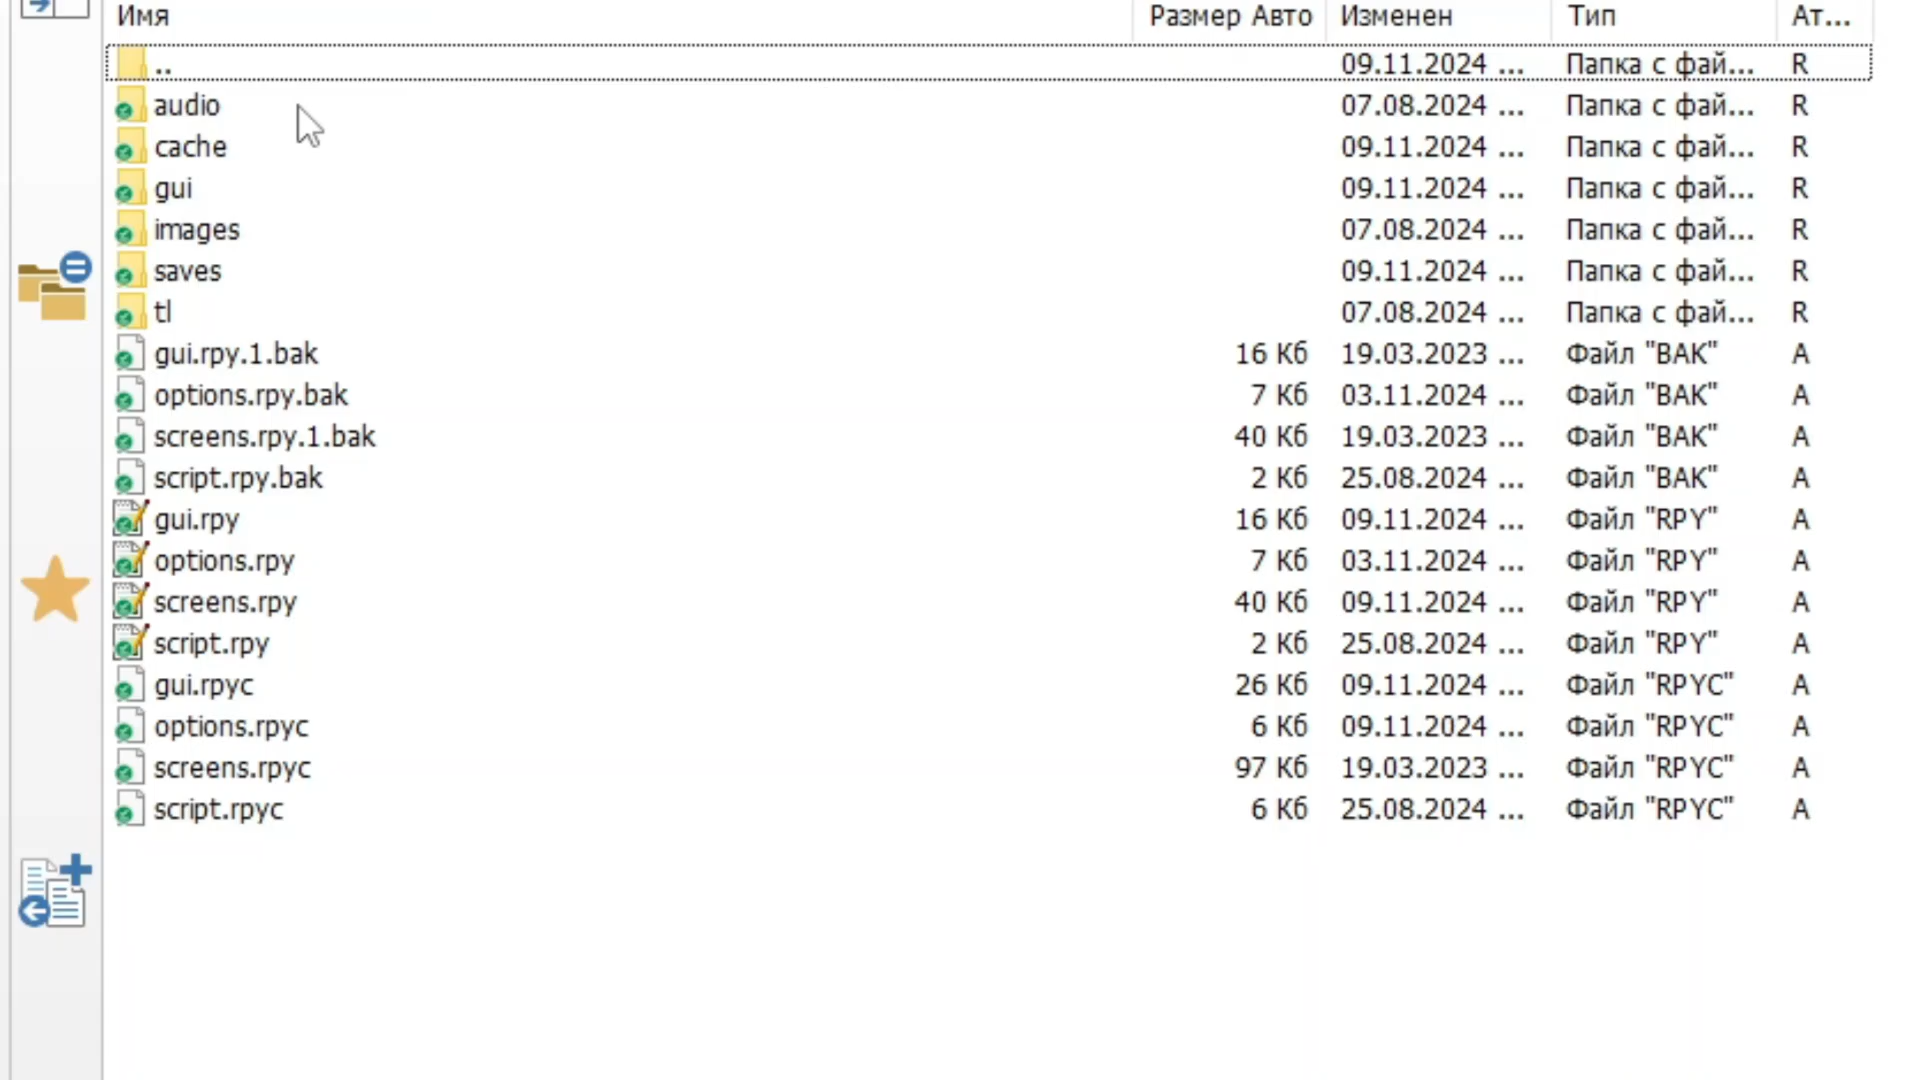 Имя Размер Авто Изменен Тип Ат...
.. 09.11.2024 ... Папка с фай... R
audio 07.08.2024 ... Папка с фай... R
cache 09.11.2024 ... Папка с фай... R
gui 09.11.2024 ... Папка с фай... R
images 07.08.2024 ... Папка с фай... R
saves 09.11.2024 ... Папка с фай... R
tl 07.08.2024 ... Папка с фай... R
gui.rpy.1.bak 16 Кб 19.03.2023 ... Файл "BAK" A
options.rpy.bak 7 Кб 03.11.2024 ... Файл "BAK" A
screens.rpy.1.bak 40 Кб 19.03.2023 ... Файл "BAK" A
script.rpy.bak 2 Кб 25.08.2024 ... Файл "BAK" A
gui.rpy 16 Кб 09.11.2024 ... Файл "RPY" A
options.rpy 7 Кб 03.11.2024 ... Файл "RPY" A
screens.rpy 40 Кб 09.11.2024 ... Файл "RPY" A
script.rpy 2 Кб 25.08.2024 ... Файл "RPY" A
gui.rpyc 26 Кб 09.11.2024 ... Файл "RPYC" A
options.rpyc 6 Кб 09.11.2024 ... Файл "RPYC" A
screens.rpyc 97 Кб 19.03.2023 ... Файл "RPYC" A
script.rpyc 6 Кб 25.08.2024 ... Файл "RPYC" A